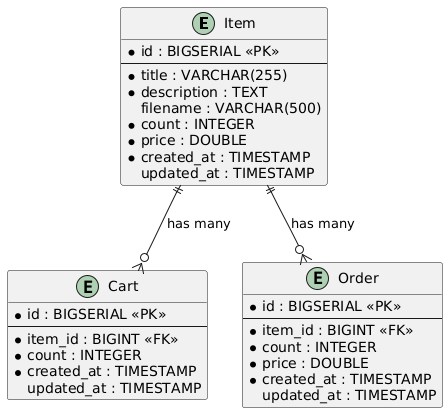 E Item
* id : BIGSERIAL «PK»
* title : VARCHAR(255)
* description : TEXT
filename : VARCHAR(500)
* count : INTEGER
* price : DOUBLE
* created_at : TIMESTAMP
updated_at : TIMESTAMP
has many
has many
E Cart
* id : BIGSERIAL «PK»
* item_id : BIGINT «FK»
* count : INTEGER
* created_at : TIMESTAMP
updated_at : TIMESTAMP
E Order
* id : BIGSERIAL «PK»
* item_id : BIGINT «FK»
* count : INTEGER
* price : DOUBLE
* created_at : TIMESTAMP
updated_at : TIMESTAMP